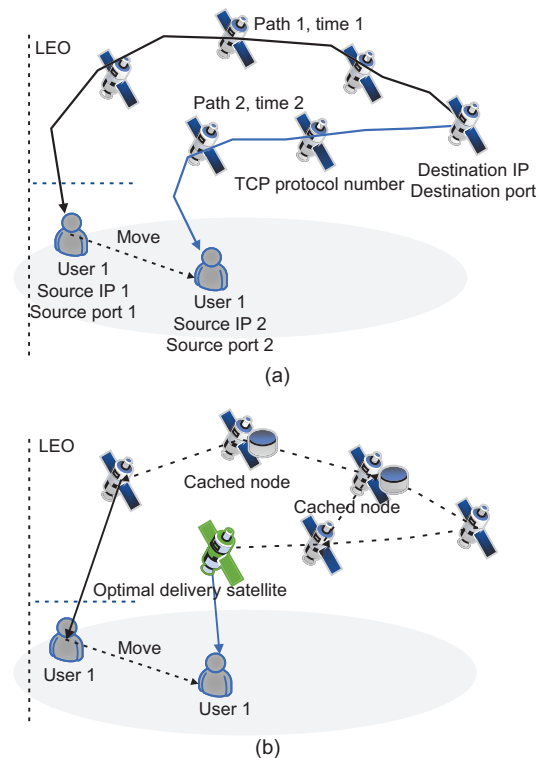 LEO
Path 1, time 1
Path 2, time 2
TCP protocol number
Destination IP
Destination port
Move
User 1
Source IP 1
Source port 1
User 1
Source IP 2
Source port 2
(a)
LEO
Cached node
Cached node
Optimal delivery satellite
Move
User 1
User 1
(b)